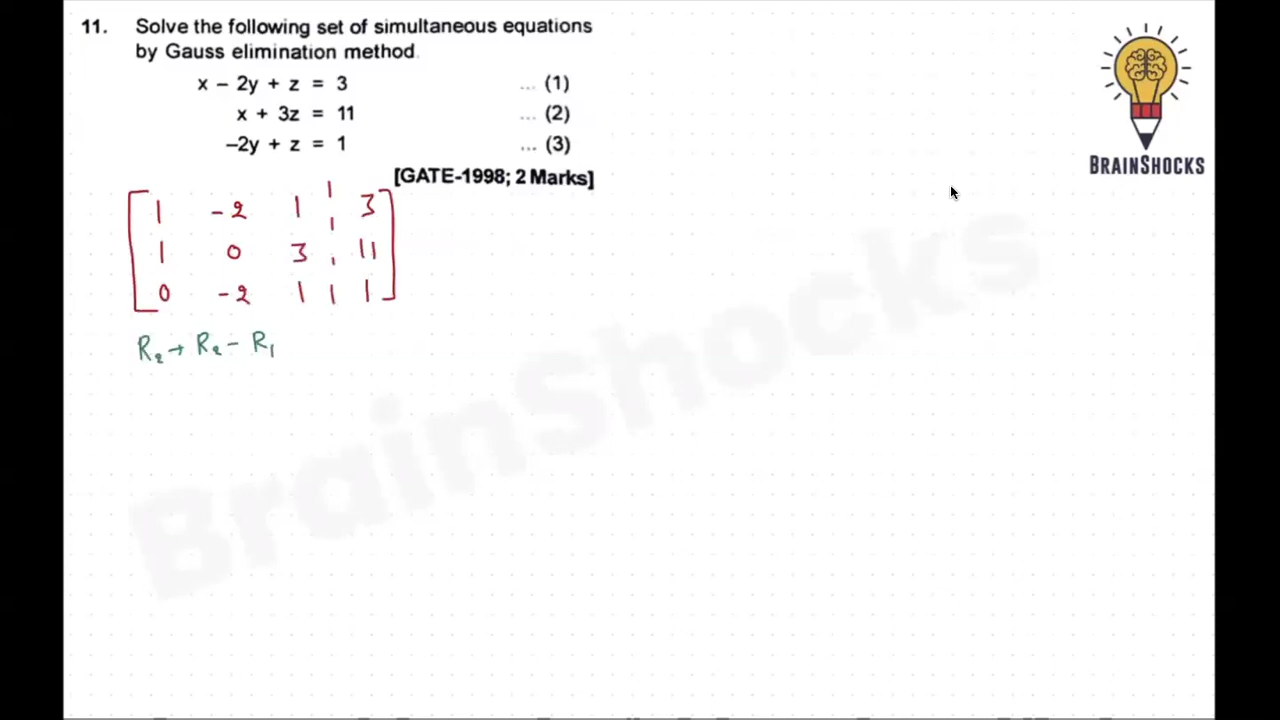 11. Solve the following set of simultaneous equations
by Gauss elimination method.
x – 2y + z = 3 ... (1)
x + 3z = 11 ... (2)
–2y + z = 1 ... (3)
[GATE-1998; 2 Marks]
1 -2 1 3
1 0 3 11
0 -2 1 1
R2 → R2 - R1
BRAINSHOCKS
BrainShocks